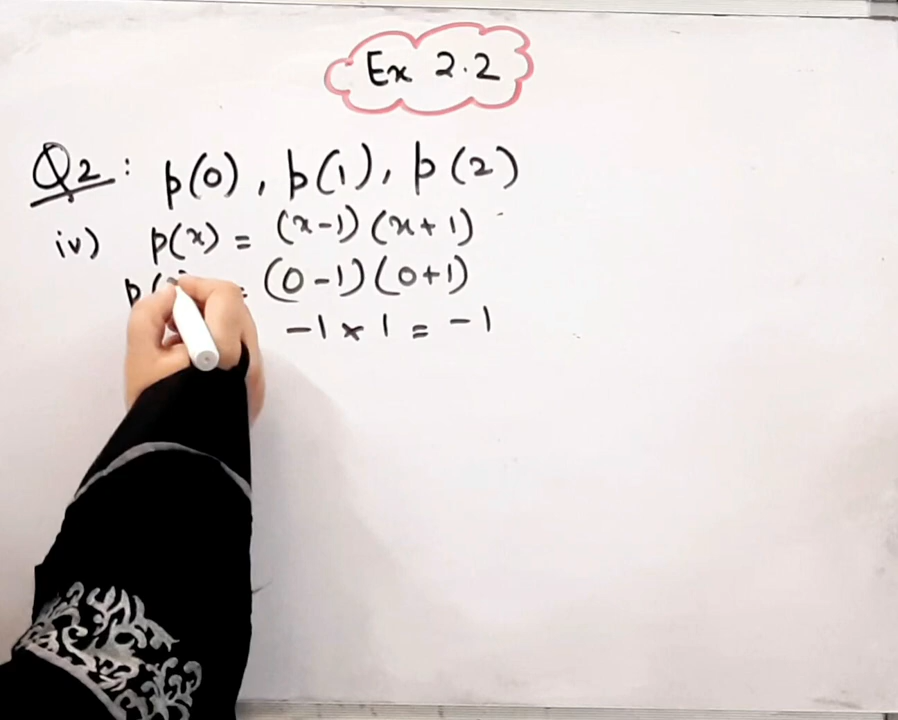 Ex 2.2
Q2: p(0), p(1), p(2)
iv) p(x) = (x-1)(x+1)
p( = (0-1)(0+1)
-1 × 1 = -1